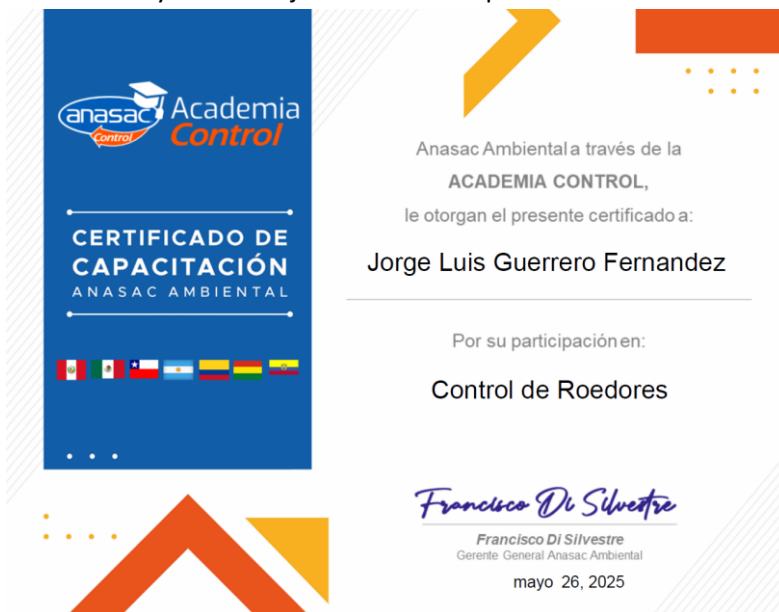 anasac
Control
Academia
Control
CERTIFICADO DE
CAPACITACIÓN
ANASAC AMBIENTAL
Anasac Ambiental a través de la
ACADEMIA CONTROL,
le otorgan el presente certificado a:
Jorge Luis Guerrero Fernandez
Por su participación en:
Control de Roedores
Francisco Di Silvestre
Francisco Di Silvestre
Gerente General Anasac Ambiental
mayo 26, 2025